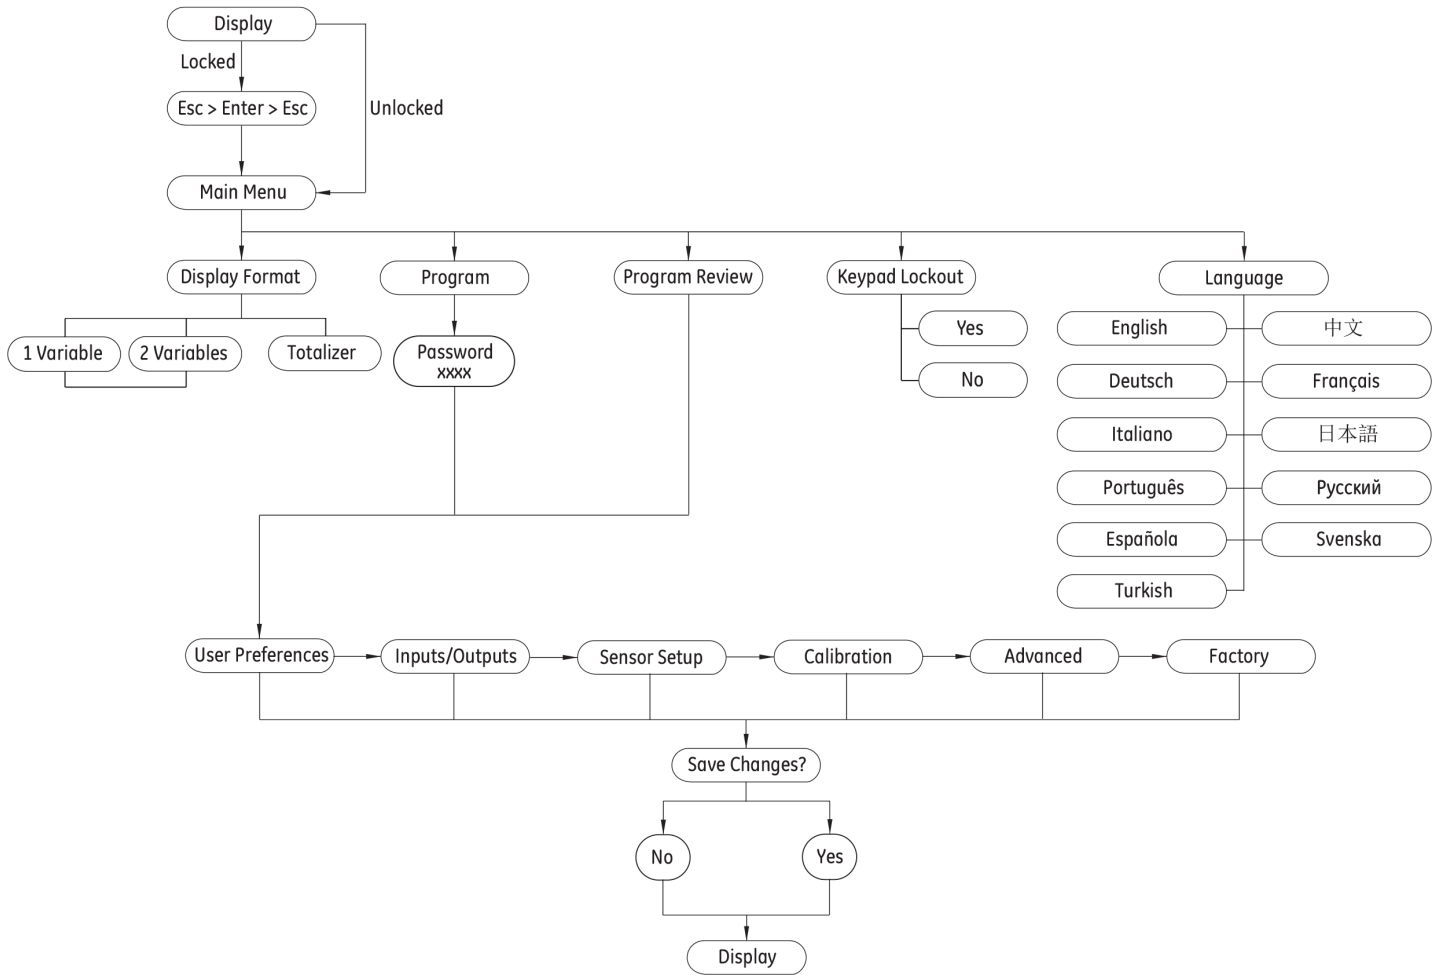 Display
Locked
Esc > Enter > Esc
Unlocked
Main Menu
Display Format
Program
Program Review
Keypad Lockout
Language
1 Variable
2 Variables
Totalizer
Password
xxxx
Yes
No
English
中文
Deutsch
Français
Italiano
日本語
Português
Русский
Española
Svenska
Turkish
User Preferences
Inputs/Outputs
Sensor Setup
Calibration
Advanced
Factory
Save Changes?
No
Yes
Display